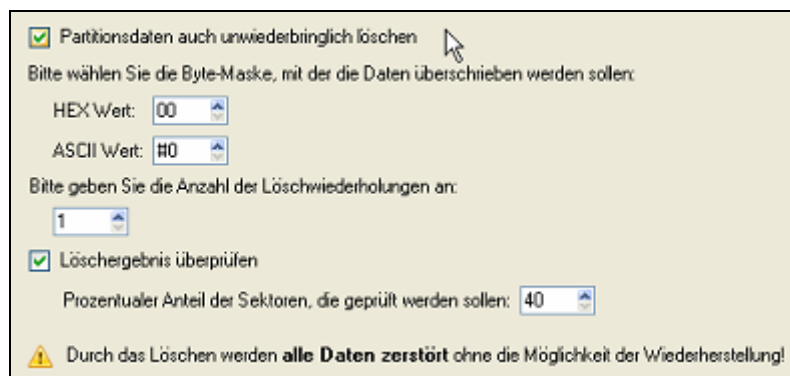 Partitionsdaten auch unwiederbringlich löschen
Bitte wählen Sie die Byte-Maske, mit der die Daten überschrieben werden sollen:
HEX Wert: 00
ASCII Wert: #0
Bitte geben Sie die Anzahl der Löschwiederholungen an:
1
Löschergebnis überprüfen
Prozentualer Anteil der Sektoren, die geprüft werden sollen: 40
Durch das Löschen werden alle Daten zerstört ohne die Möglichkeit der Wiederherstellung!